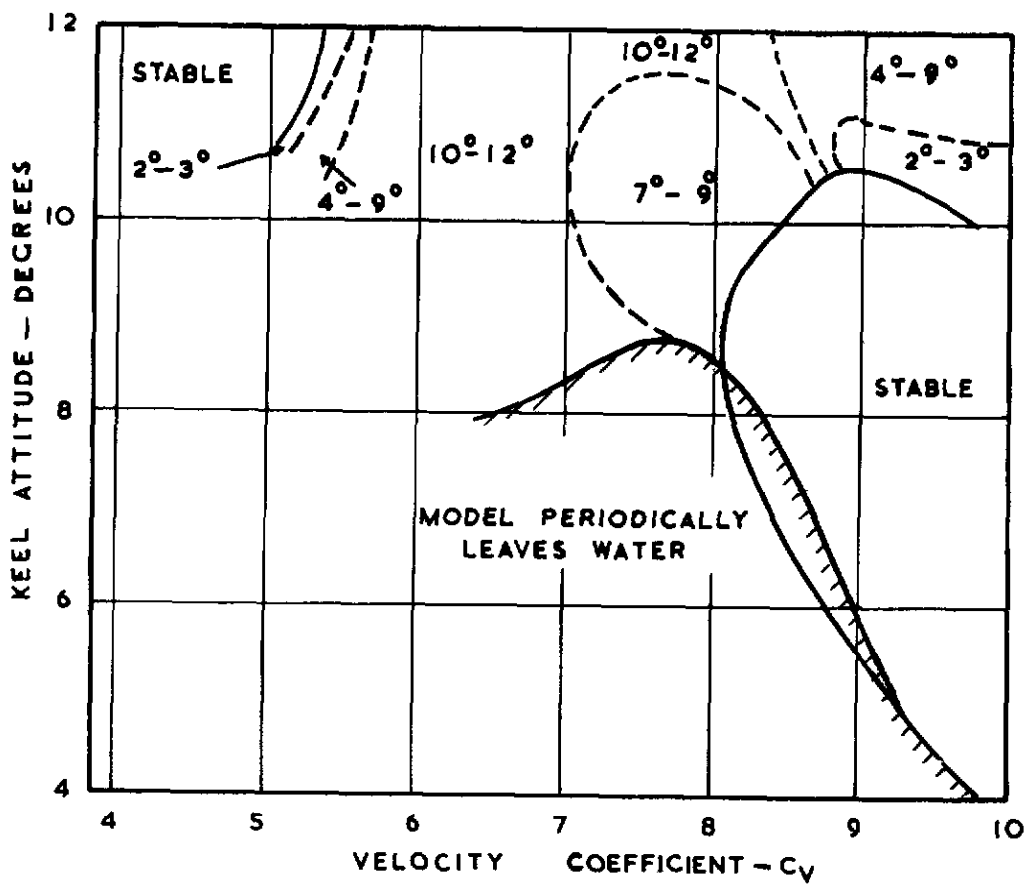 12
10
8
6
4
KEEL ATTITUDE — DEGREES
STABLE
2°-3°
4°-9°
10°-12°
10°-12°
7°-9°
4°-9°
2°-3°
STABLE
MODEL PERIODICALLY
LEAVES WATER
4 5 6 7 8 9 10
VELOCITY COEFFICIENT — CV